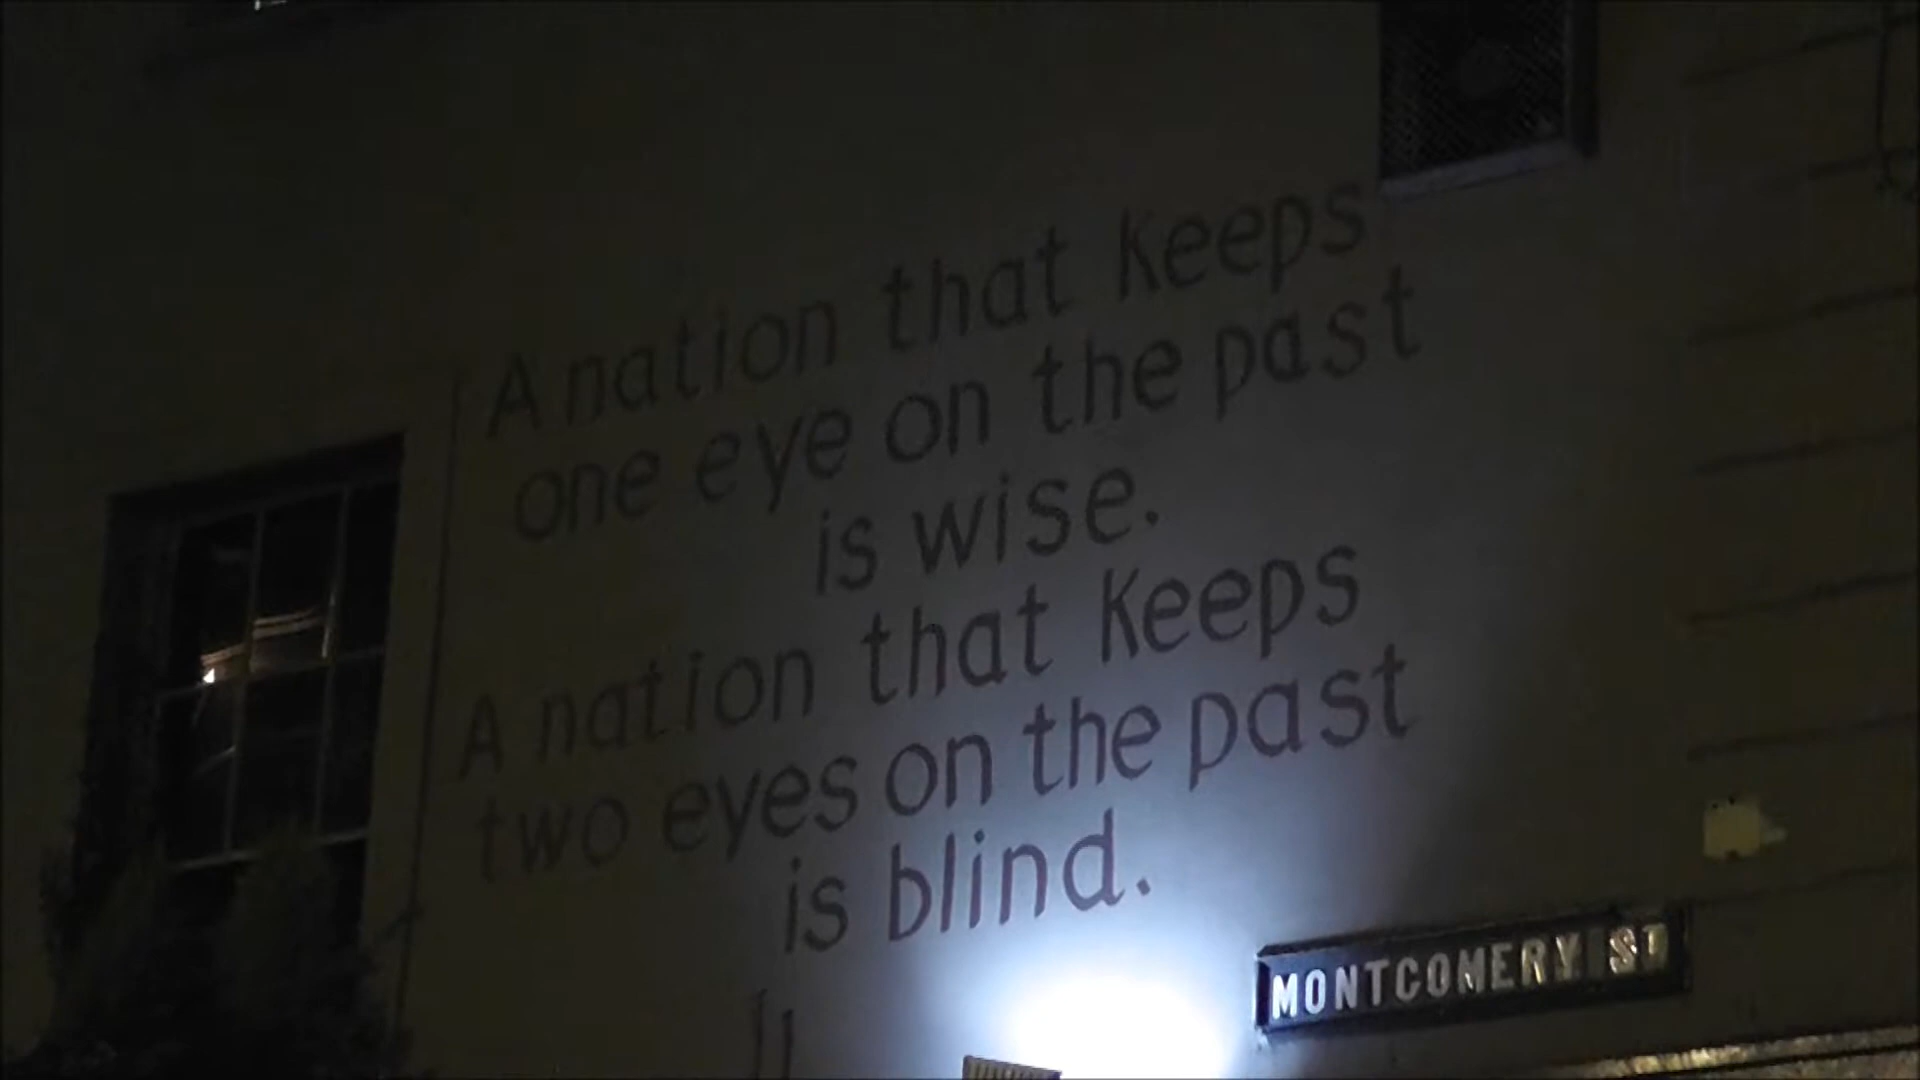 A nation that keeps
one eye on the past
is wise.
A nation that keeps
two eyes on the past
is blind.
MONTGOMERY ST